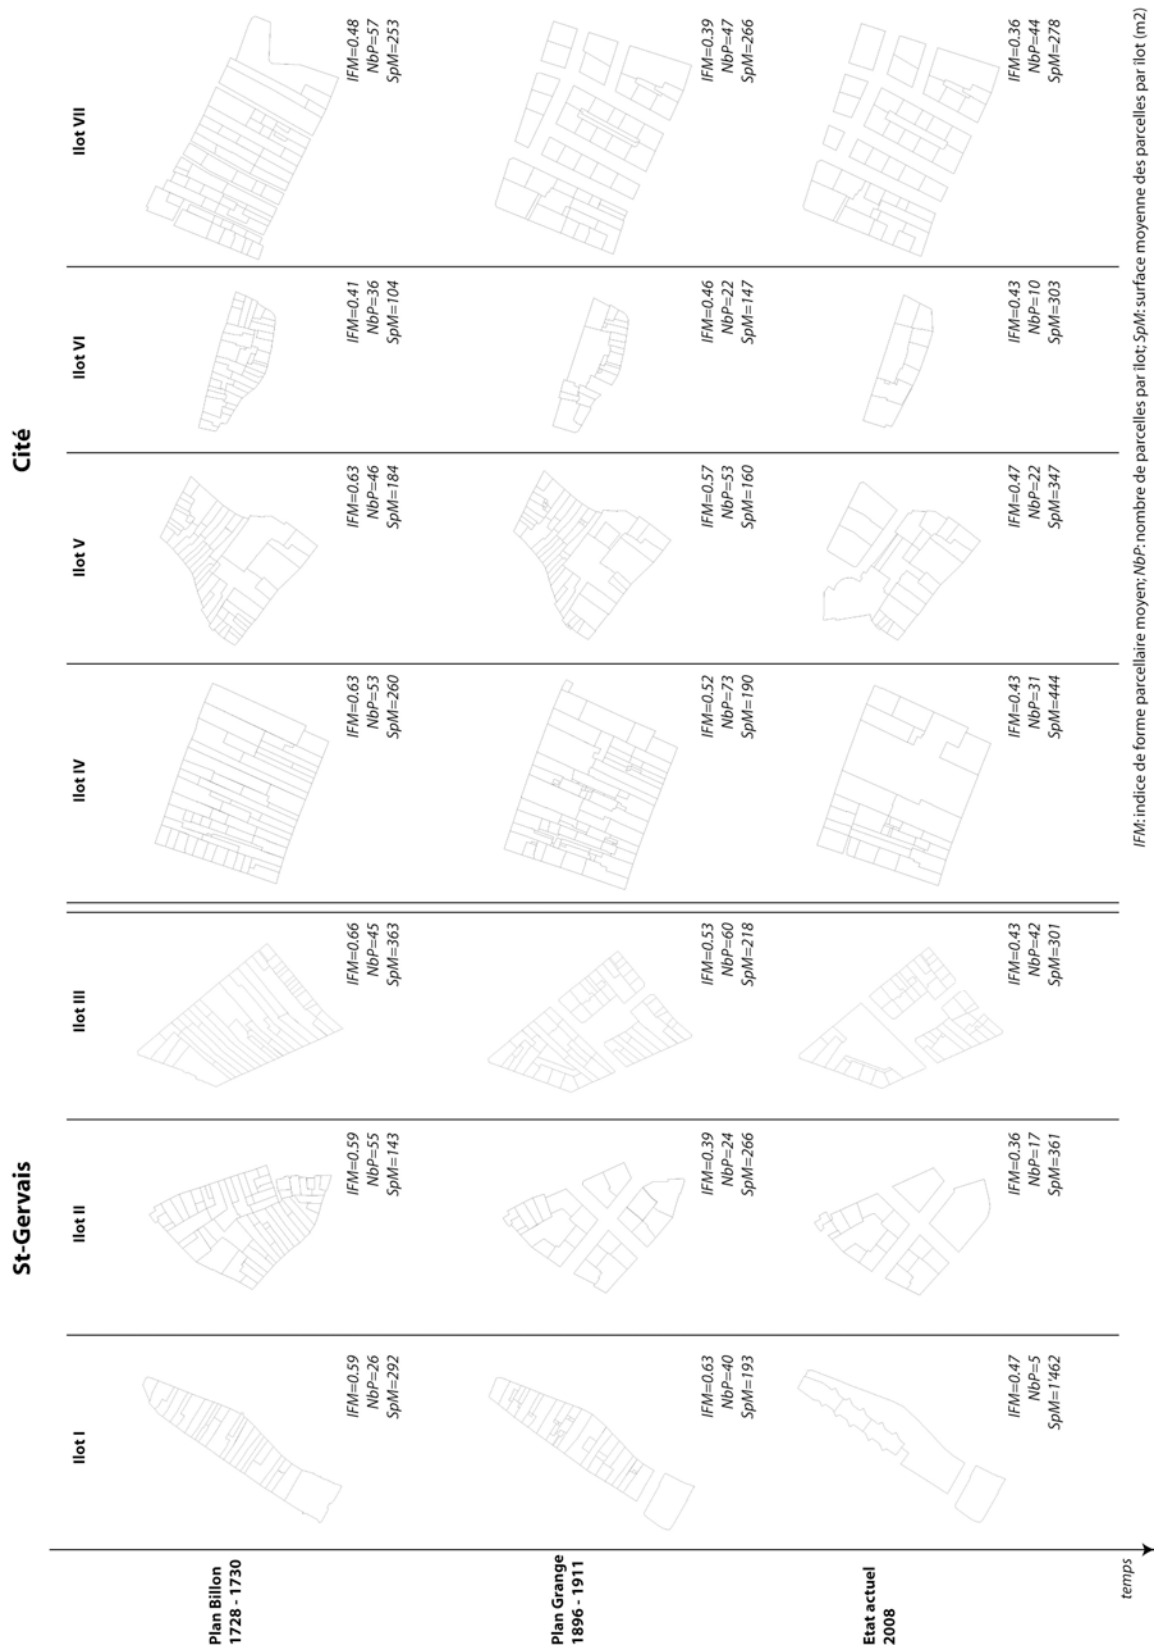 St-Gervais
Cité
Ilot I
Ilot II
Ilot III
Ilot IV
Ilot V
Ilot VI
Ilot VII
Plan Billon
1728 - 1730
IFM=0.59
NbP=26
SpM=292
IFM=0.59
NbP=55
SpM=143
IFM=0.66
NbP=45
SpM=363
IFM=0.63
NbP=53
SpM=260
IFM=0.63
NbP=46
SpM=184
IFM=0.41
NbP=36
SpM=104
IFM=0.48
NbP=57
SpM=253
Plan Grange
1896 - 1911
IFM=0.63
NbP=40
SpM=193
IFM=0.39
NbP=24
SpM=266
IFM=0.53
NbP=60
SpM=218
IFM=0.52
NbP=73
SpM=190
IFM=0.57
NbP=53
SpM=160
IFM=0.46
NbP=22
SpM=147
IFM=0.39
NbP=47
SpM=266
Etat actuel
2008
IFM=0.47
NbP=5
SpM=1'462
IFM=0.36
NbP=17
SpM=361
IFM=0.43
NbP=42
SpM=301
IFM=0.43
NbP=31
SpM=444
IFM=0.47
NbP=22
SpM=347
IFM=0.43
NbP=10
SpM=303
IFM=0.36
NbP=44
SpM=278
temps
IFM: indice de forme parcellaire moyen; NbP: nombre de parcelles par îlot; SpM: surface moyenne des parcelles par îlot (m2)